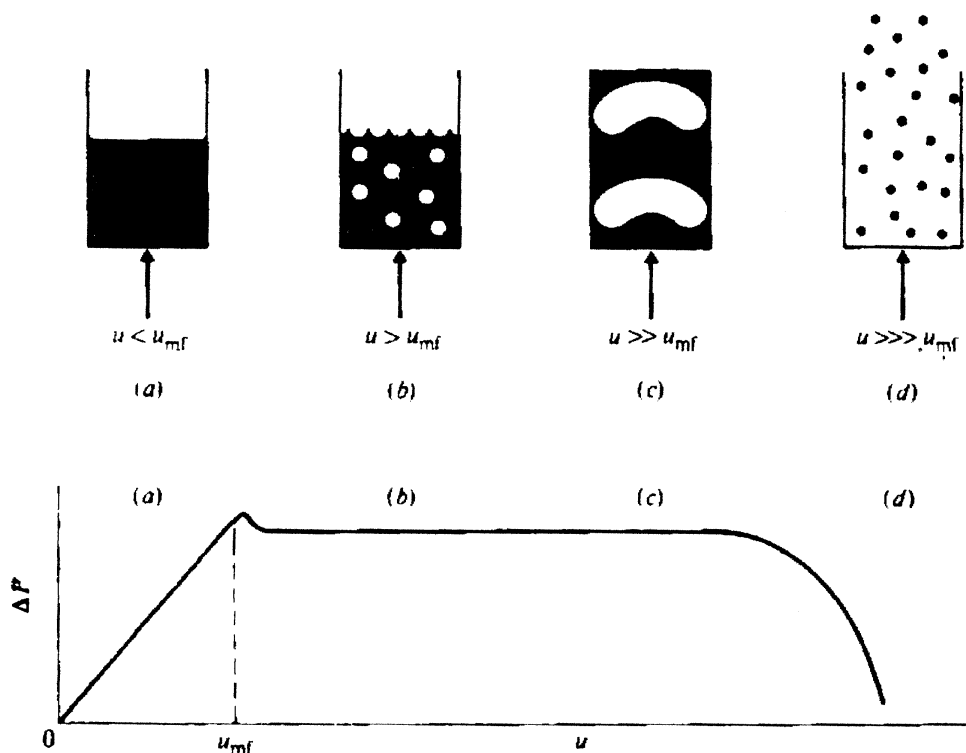 u < u_mf u > u_mf u >> u_mf u >>> u_mf
(a) (b) (c) (d)
(a) (b) (c) (d)
ΔP
0 u_mf u